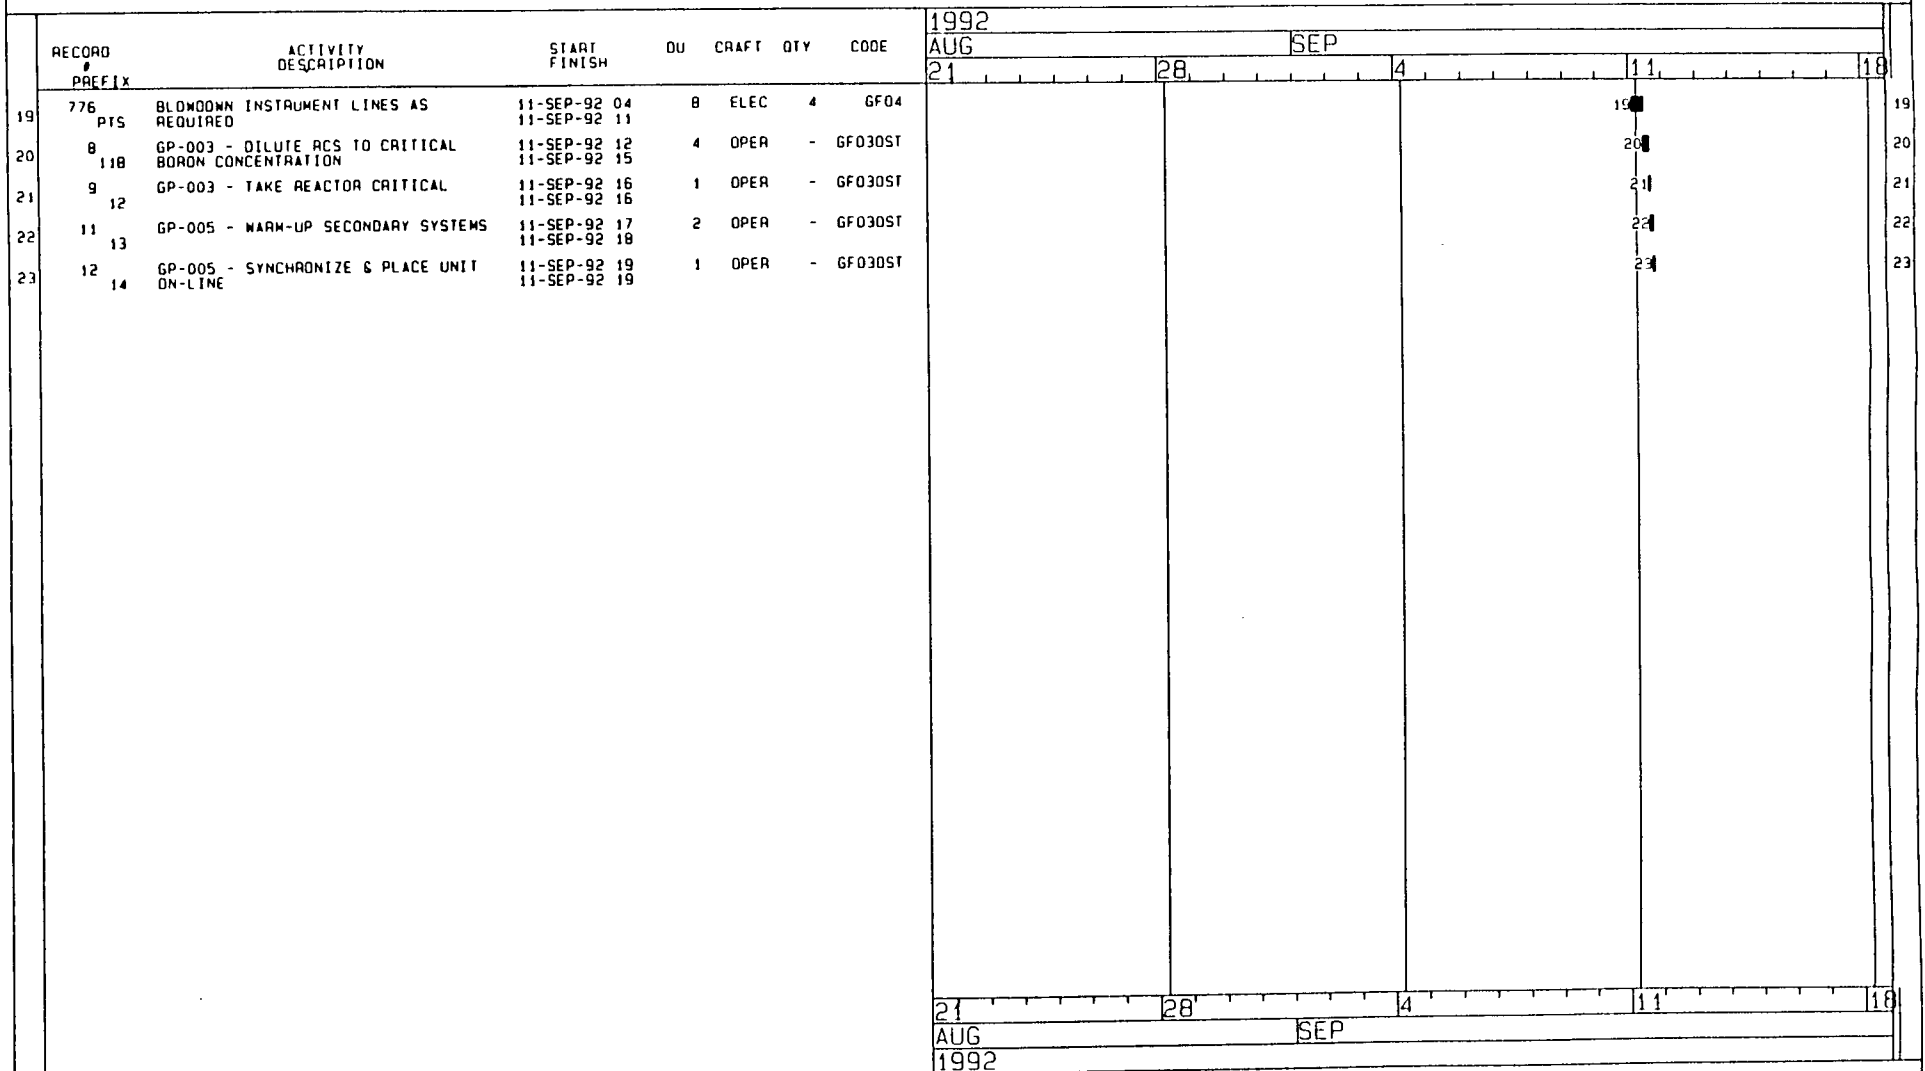 1992
AUG SEP
21 28 4 11 18
RECORD # PREFIX ACTIVITY DESCRIPTION START FINISH DU CRAFT QTY CODE
19 776 BLOWDOWN INSTRUMENT LINES AS 11-SEP-92 04 8 ELEC 4 GF04 19 19
PTS REQUIRED 11-SEP-92 11
20 8 GP-003 - DILUTE RCS TO CRITICAL 11-SEP-92 12 4 OPER - GF030ST 20 20
11B BORON CONCENTRATION 11-SEP-92 15
21 9 GP-003 - TAKE REACTOR CRITICAL 11-SEP-92 16 1 OPER - GF030ST 21 21
12 11-SEP-92 16
22 11 GP-005 - WARM-UP SECONDARY SYSTEMS 11-SEP-92 17 2 OPER - GF030ST 22 22
13 11-SEP-92 18
23 12 GP-005 - SYNCHRONIZE & PLACE UNIT 11-SEP-92 19 1 OPER - GF030ST 23 23
14 ON-LINE 11-SEP-92 19
21 28 4 11 18
AUG SEP
1992